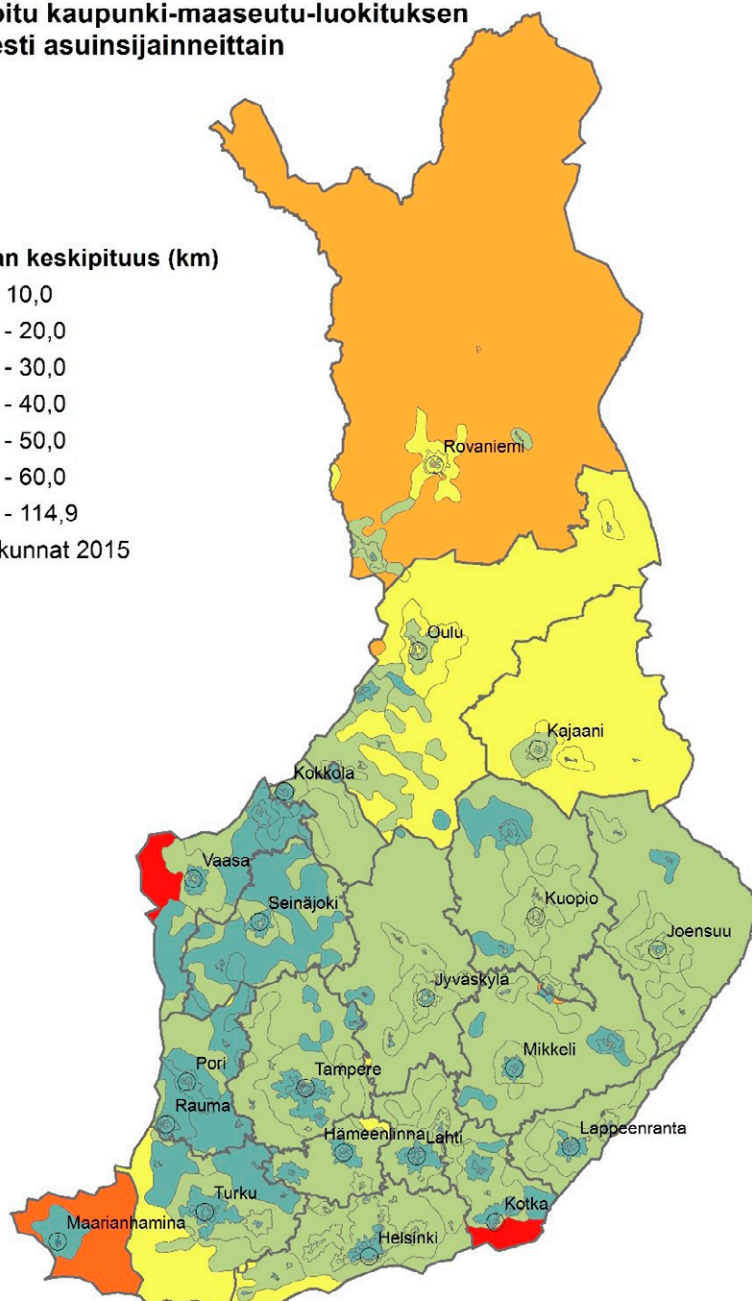 oitu kaupunki-maaseutu-luokituksen
esti asuinsijainneittain
an keskipituus (km)
10,0
- 20,0
- 30,0
- 40,0
- 50,0
- 60,0
- 114,9
kunnat 2015
Rovaniemi
Oulu
Kajaani
Kokkola
Vaasa
Seinäjoki
Kuopio
Joensuu
Jyväskylä
Mikkeli
Pori
Tampere
Rauma
Hämeenlinna
Lahti
Lappeenranta
Turku
Kotka
Maarianhamina
Helsinki